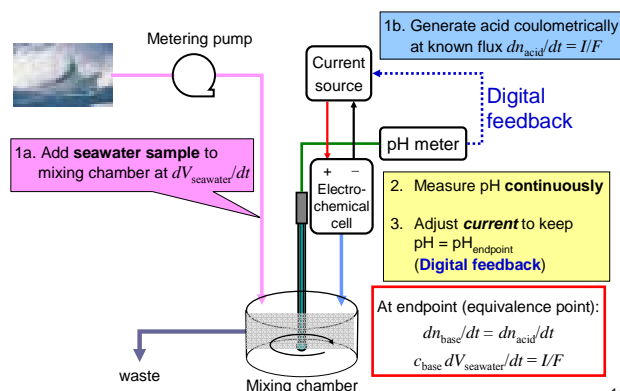 Metering pump
1b. Generate acid coulometrically
at known flux dn_acid/dt = I/F
Current
source
Digital
feedback
pH meter
1a. Add seawater sample to
mixing chamber at dV_seawater/dt
+ −
Electro-
chemical
cell
2. Measure pH continuously
3. Adjust current to keep
pH = pH_endpoint
(Digital feedback)
At endpoint (equivalence point):
dn_base/dt = dn_acid/dt
c_base dV_seawater/dt = I/F
waste
Mixing chamber